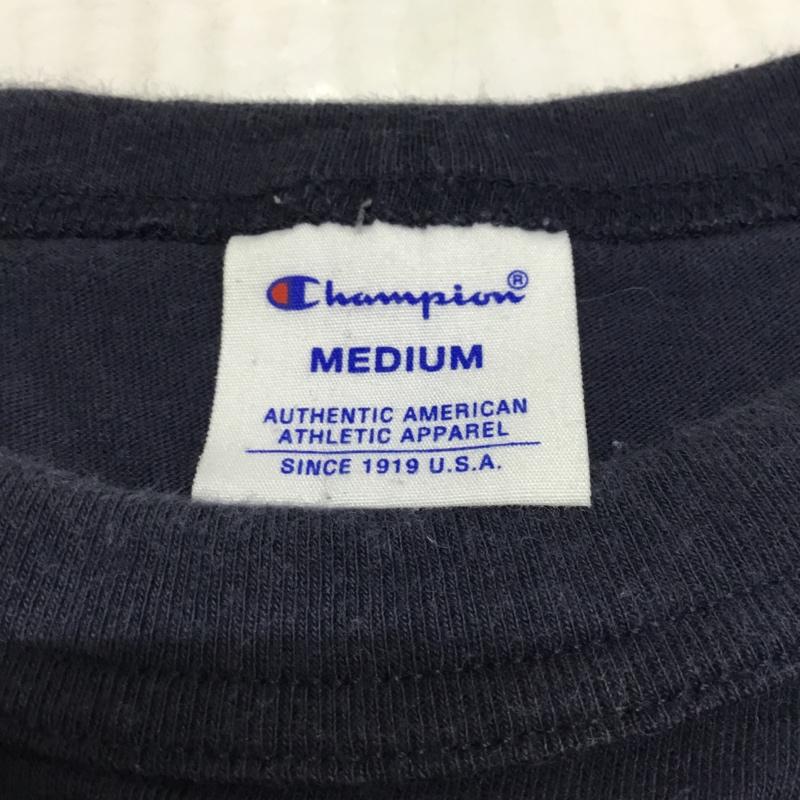 Champion®
MEDIUM
AUTHENTIC AMERICAN
ATHLETIC APPAREL
SINCE 1919 U.S.A.